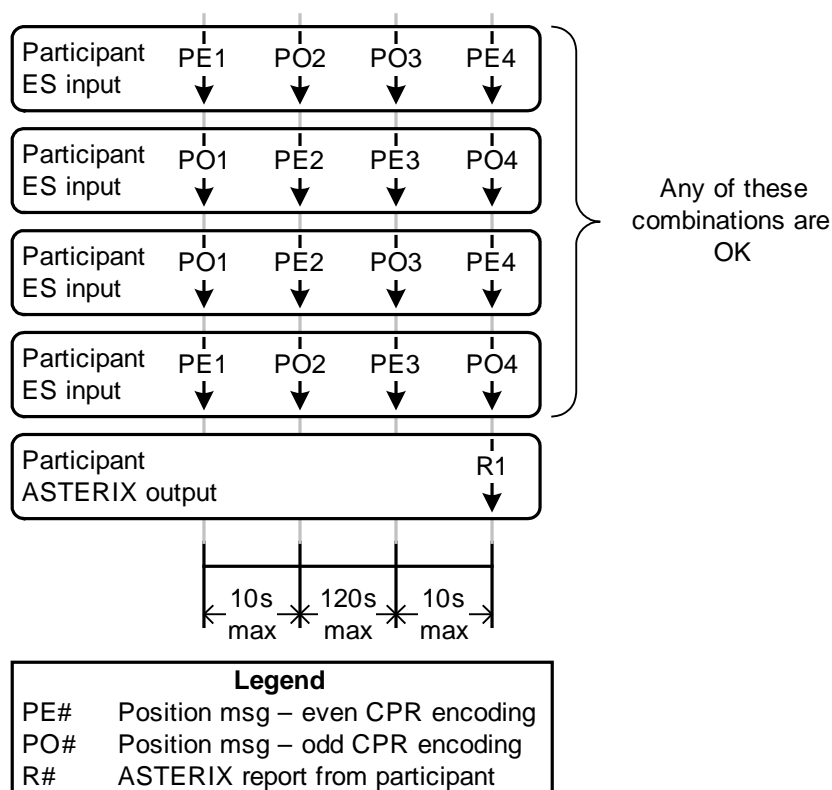 Participant PE1 PO2 PO3 PE4
ES input
Participant PO1 PE2 PE3 PO4
ES input
Participant PO1 PE2 PO3 PE4
ES input
Participant PE1 PO2 PE3 PO4
ES input
Any of these
combinations are
OK
Participant R1
ASTERIX output
10s 120s 10s
max max max
Legend
PE# Position msg – even CPR encoding
PO# Position msg – odd CPR encoding
R# ASTERIX report from participant